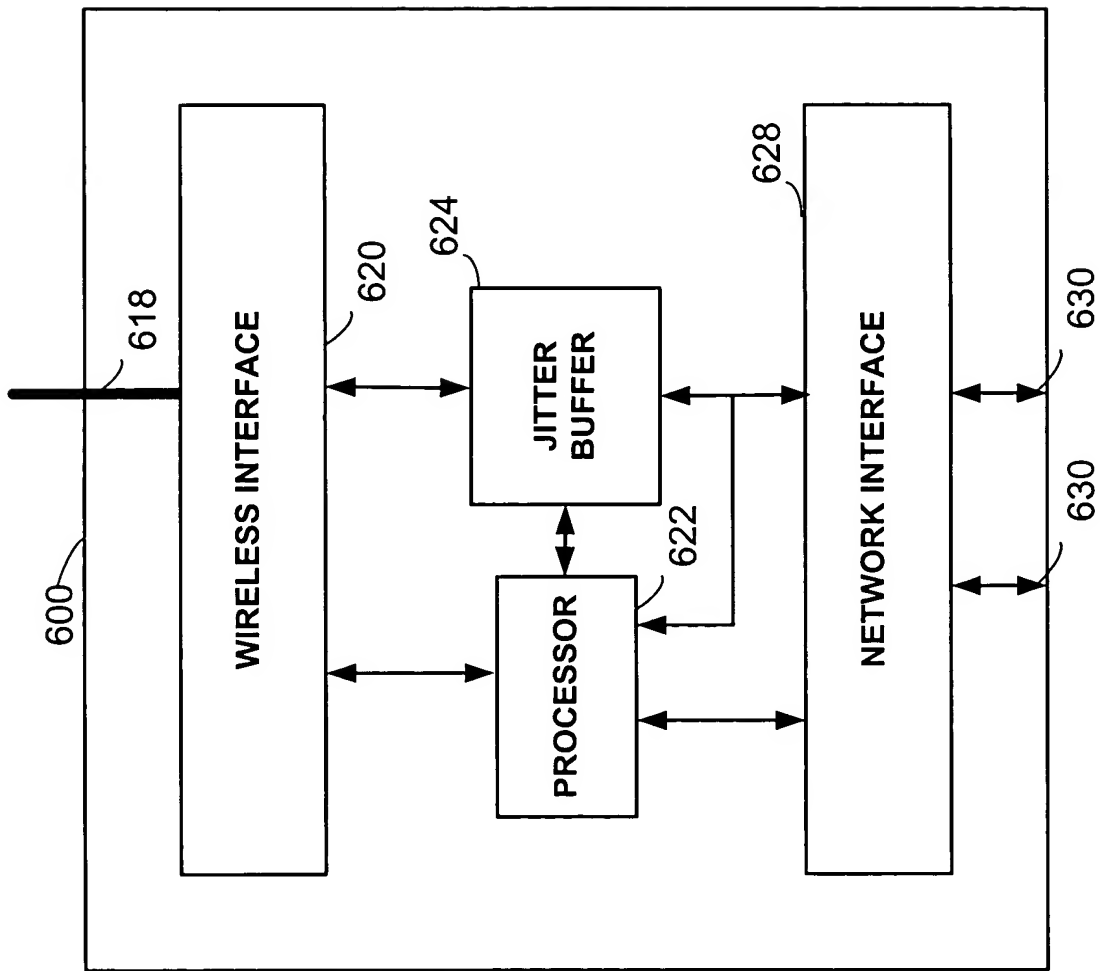 600
618
WIRELESS INTERFACE
620
PROCESSOR
622
JITTER
BUFFER
624
NETWORK INTERFACE
628
630
630